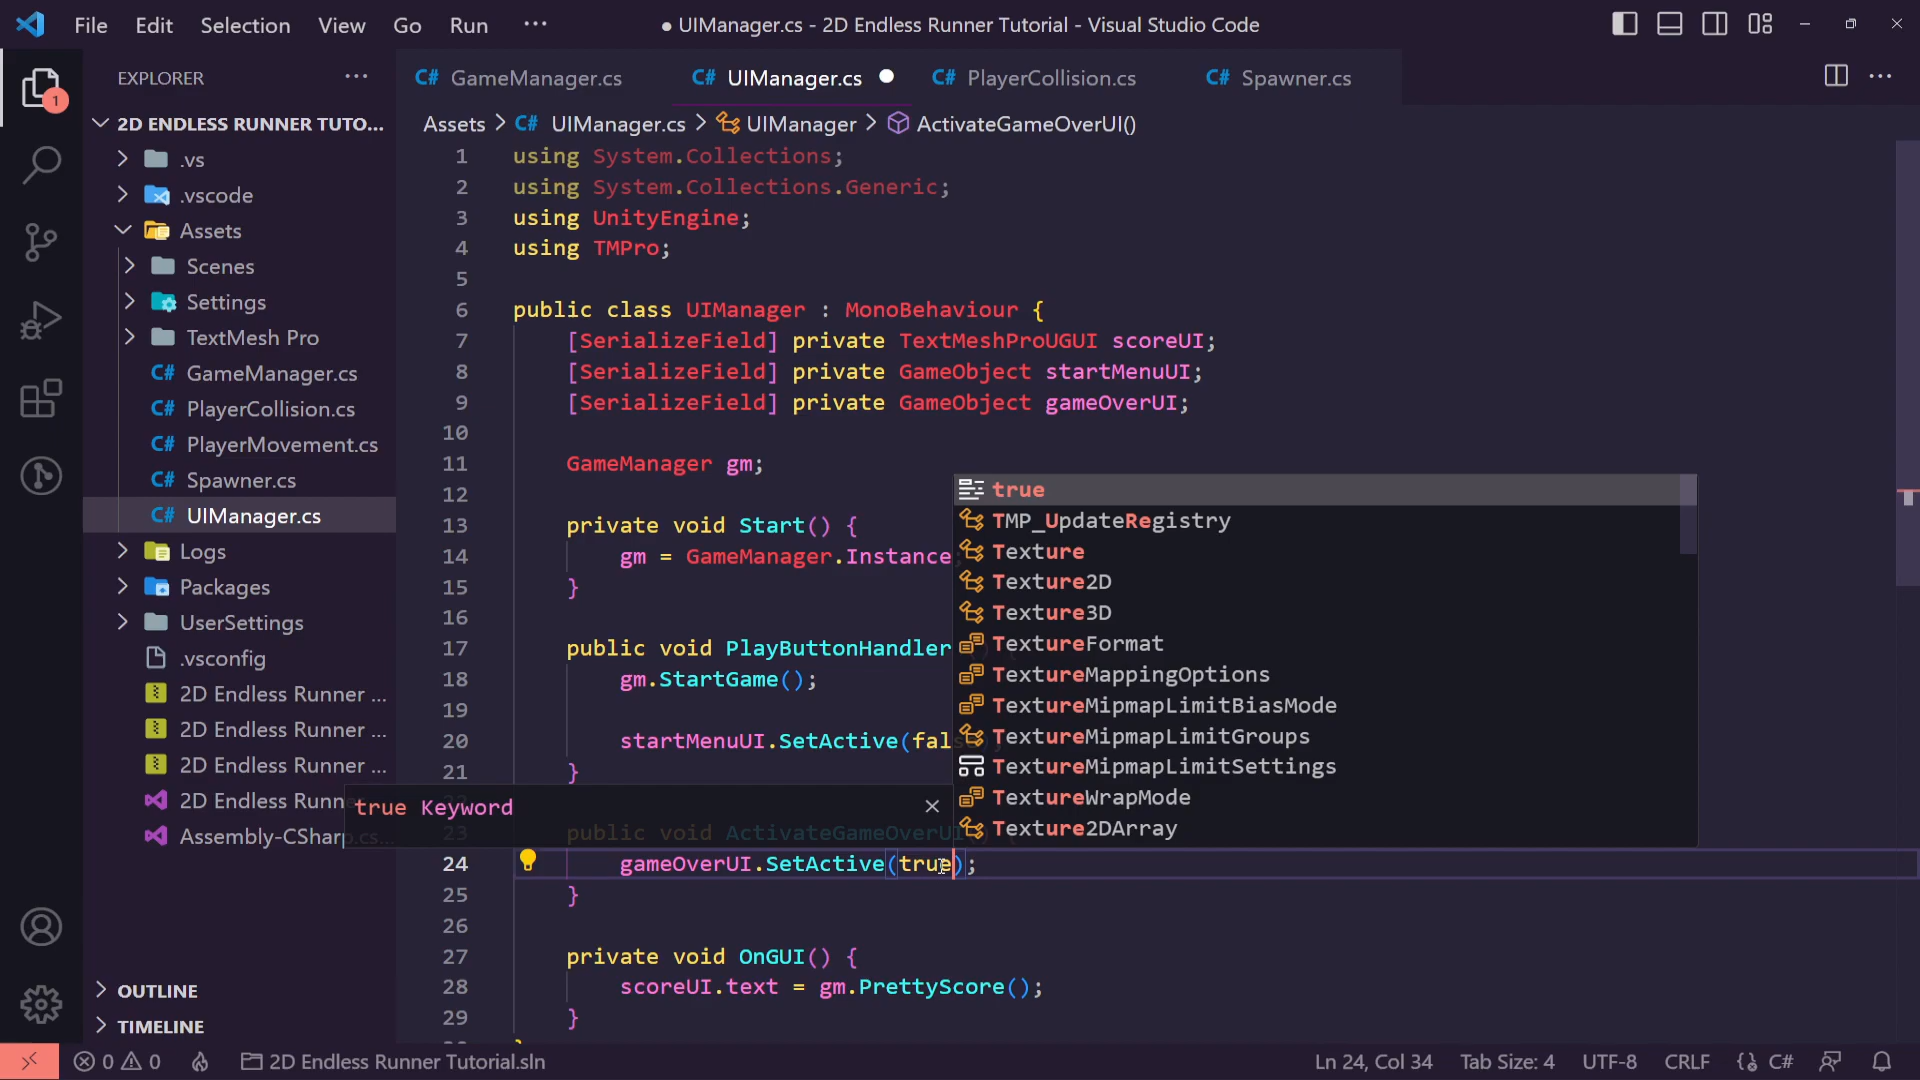 File Edit Selection View Go Run ···
● UIManager.cs - 2D Endless Runner Tutorial - Visual Studio Code
EXPLORER
C# GameManager.cs
C# UIManager.cs
C# PlayerCollision.cs
C# Spawner.cs
1
2D ENDLESS RUNNER TUTO...
.vs
.vscode
Assets
Scenes
Settings
TextMesh Pro
C# GameManager.cs
C# PlayerCollision.cs
C# PlayerMovement.cs
C# Spawner.cs
C# UIManager.cs
Logs
Packages
UserSettings
.vsconfig
2D Endless Runner ...
2D Endless Runner ...
2D Endless Runner ...
2D Endless Runn
Assembly-CSharp.cs...
OUTLINE
TIMELINE
Assets > C# UIManager.cs > UIManager > ActivateGameOverUI()
1 using System.Collections;
2 using System.Collections.Generic;
3 using UnityEngine;
4 using TMPro;
5
6 public class UIManager : MonoBehaviour {
7 [SerializeField] private TextMeshProUGUI scoreUI;
8 [SerializeField] private GameObject startMenuUI;
9 [SerializeField] private GameObject gameOverUI;
10
11 GameManager gm;
12
13 private void Start() {
14 gm = GameManager.Instance;
15 }
16
17 public void PlayButtonHandler
18 gm.StartGame();
19
20 startMenuUI.SetActive(false);
21 }
23 public void ActivateGameOverUI() {
24 gameOverUI.SetActive(true);
25 }
26
27 private void OnGUI() {
28 scoreUI.text = gm.PrettyScore();
29 }
true
TMP_UpdateRegistry
Texture
Texture2D
Texture3D
TextureFormat
TextureMappingOptions
TextureMipmapLimitBiasMode
TextureMipmapLimitGroups
TextureMipmapLimitSettings
TextureWrapMode
Texture2DArray
true Keyword
0 0
2D Endless Runner Tutorial.sln
Ln 24, Col 34 Tab Size: 4 UTF-8 CRLF C#